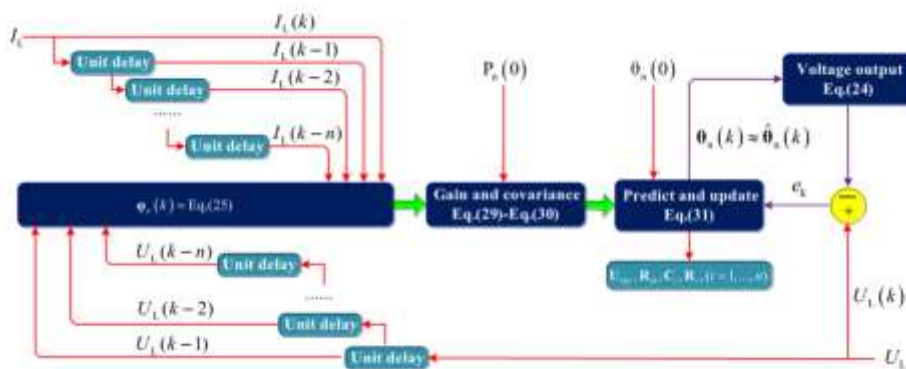 I_L
I_L(k)
I_L(k−1)
I_L(k−2)
I_L(k−n)
Unit delay
Unit delay
......
Unit delay
P_n(0)
θ_n(0)
Voltage output
Eq.(24)
θ_n(k) ≈ θ̂_n(k)
φ_n(k) = Eq.(25)
Gain and covariance
Eq.(29)-Eq.(30)
Predict and update
Eq.(31)
e_k
−
+
U_L(k−n)
Unit delay
......
U_L(k−2)
Unit delay
U_L(k−1)
Unit delay
U_L(k)
U_L